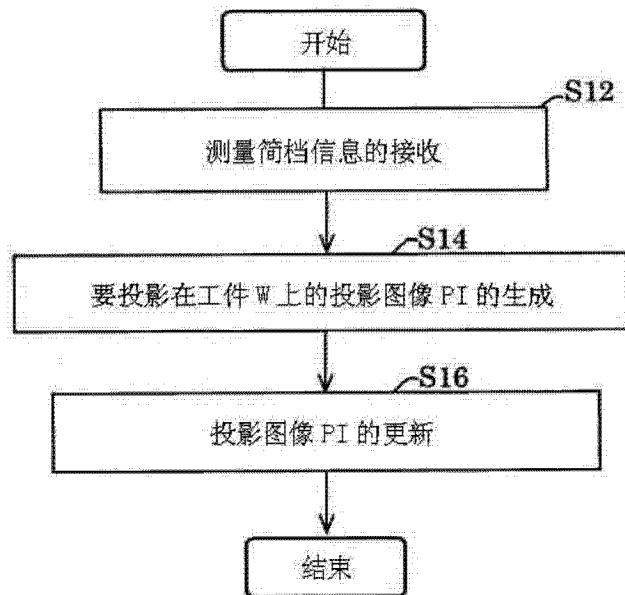 开始
S12
测量简档信息的接收
S14
要投影在工件 W 上的投影图像 PI 的生成
S16
投影图像 PI 的更新
结束